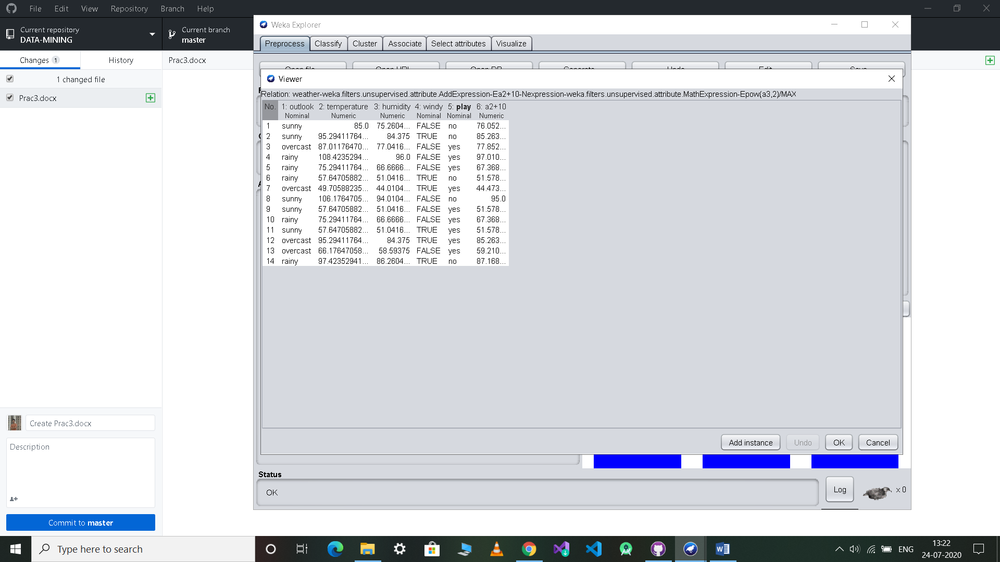 File Edit View Repository Branch Help
Current repository
DATA-MINING
Current branch
master
Changes 1 History
Prac3.docx
1 changed file
Prac3.docx
Create Prac3.docx
Description
Commit to master
Weka Explorer
Preprocess Classify Cluster Associate Select attributes Visualize
Open file... Open URL... Open DB... Generate... Undo Edit... Save...
Viewer
Relation: weather-weka.filters.unsupervised.attribute.AddExpression-Ea2+10-Nexpression-weka.filters.unsupervised.attribute.MathExpression-Epow(a3,2)/MAX
No. 1: outlook 2: temperature 3: humidity 4: windy 5: play 6: a2+10
Nominal Numeric Numeric Nominal Nominal Numeric
1 sunny 85.0 75.2604... FALSE no 76.052...
2 sunny 95.29411764... 84.375 TRUE no 85.263...
3 overcast 87.01176470... 77.0416... FALSE yes 77.852...
4 rainy 108.4235294... 96.0 FALSE yes 97.010...
5 rainy 75.29411764... 66.6666... FALSE yes 67.368...
6 rainy 57.64705882... 51.0416... TRUE no 51.578...
7 overcast 49.70588235... 44.0104... TRUE yes 44.473...
8 sunny 106.1764705... 94.0104... FALSE no 95.0
9 sunny 57.64705882... 51.0416... FALSE yes 51.578...
10 rainy 75.29411764... 66.6666... FALSE yes 67.368...
11 sunny 57.64705882... 51.0416... TRUE yes 51.578...
12 overcast 95.29411764... 84.375 TRUE yes 85.263...
13 overcast 66.17647058... 58.59375 FALSE yes 59.210...
14 rainy 97.42352941... 86.2604... TRUE no 87.168...
Add instance Undo OK Cancel
Status
OK
Log
x 0
Type here to search
ENG
13:22
24-07-2020